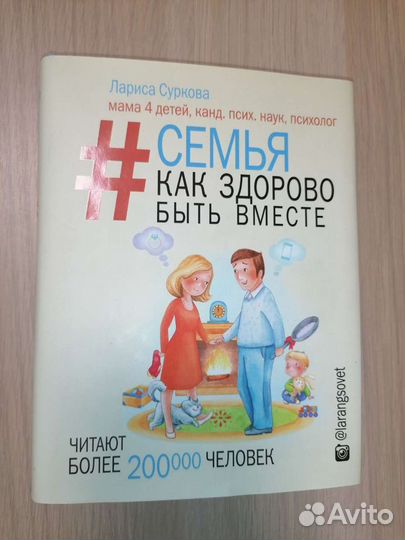 Лариса Суркова
мама 4 детей, канд. псих. наук, психолог
#СЕМЬЯ
КАК ЗДОРОВО
БЫТЬ ВМЕСТЕ
@larangsovet
ЧИТАЮТ
БОЛЕЕ 200000 ЧЕЛОВЕК
Avito